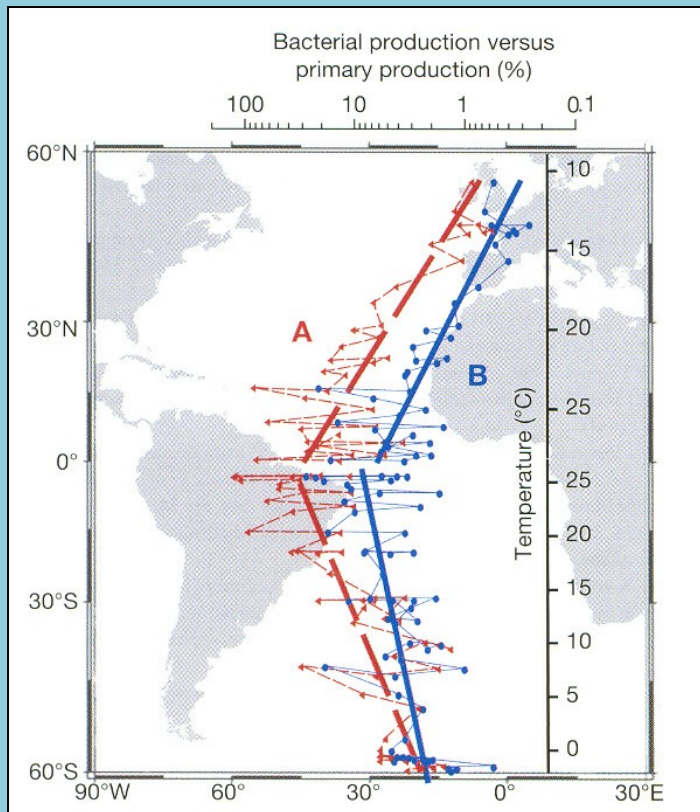 Bacterial production versus
primary production (%)
100 10 1 0.1
60°N
30°N
0°
30°S
60°S
A
B
10
15
20
25
25
20
15
10
5
0
Temperature (°C)
90°W 60° 30° 0° 30°E